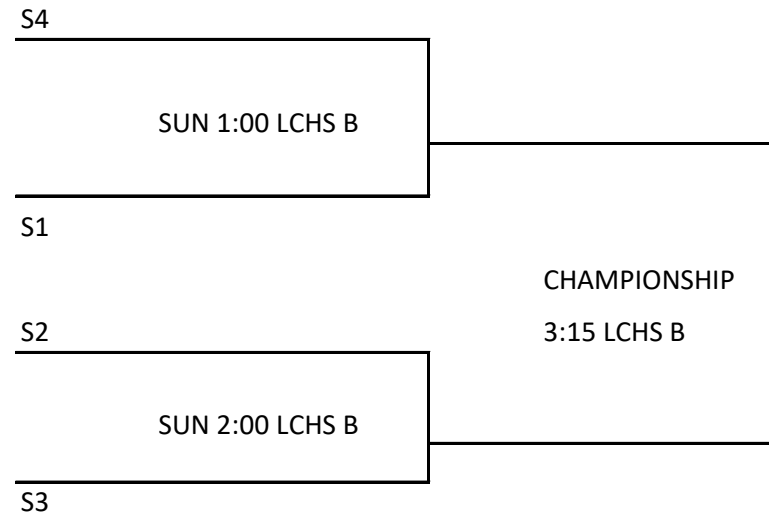 S4
SUN 1:00 LCHS B
S1
CHAMPIONSHIP
S2
3:15 LCHS B
SUN 2:00 LCHS B
S3